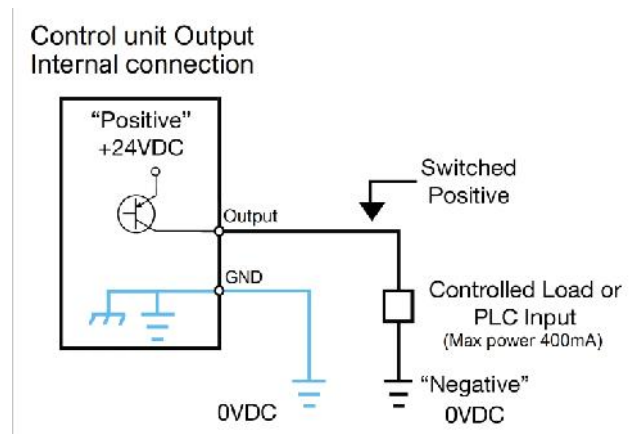 Control unit Output
Internal connection
“Positive”
+24VDC
Switched
Positive
Output
GND
Controlled Load or
PLC Input
(Max power 400mA)
“Negative”
0VDC
0VDC